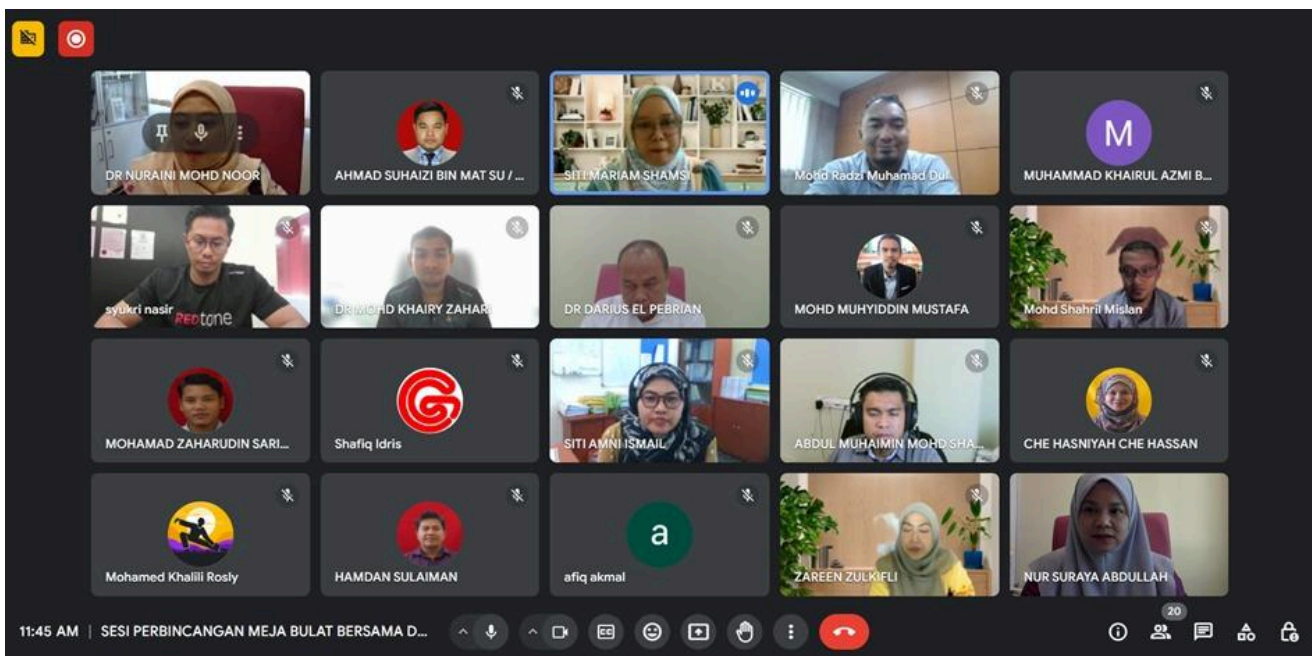 DR NURAINI MOHD NOOR
AHMAD SUHAIZI BIN MAT SU / ...
SITI MARIAM SHAMSI
Mohd Radzi Muhamad Dul
M
MUHAMMAD KHAIRUL AZMI B...
syukri nasir
REDtone
DR MOHD KHAIRY ZAHARI
DR DARIUS EL PEBRIAN
MOHD MUHYIDDIN MUSTAFA
Mohd Shahril Mislan
MOHAMAD ZAHARUDIN SARI...
G
Shafiq Idris
SITI AMNI ISMAIL
ABDUL MUHAIMIN MOHD SHA...
CHE HASNIYAH CHE HASSAN
Mohamed Khalili Rosly
HAMDAN SULAIMAN
a
afiq akmal
ZAREEN ZULKIFLI
NUR SURAYA ABDULLAH
11:45 AM | SESI PERBINCANGAN MEJA BULAT BERSAMA D...
CC
20